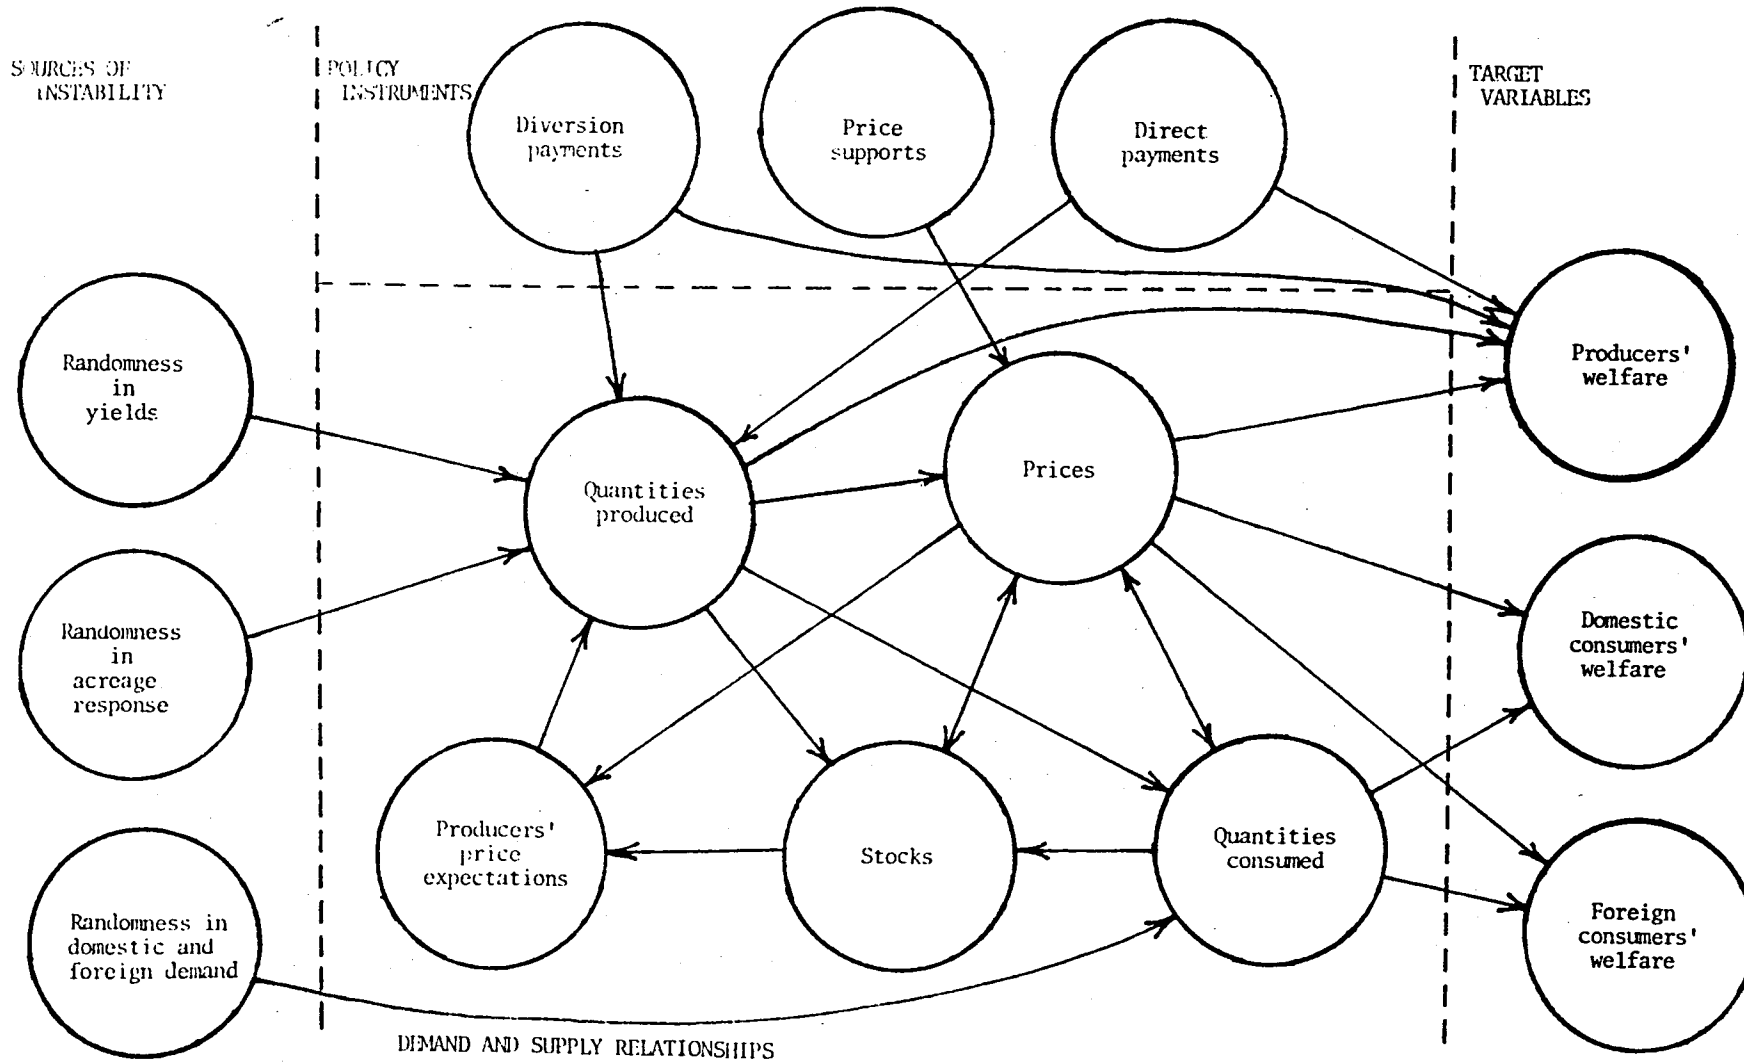 SOURCES OF
INSTABILITY
POLICY
INSTRUMENTS
TARGET
VARIABLES
Diversion
payments
Price
supports
Direct
payments
Randomness
in
yields
Producers'
welfare
Quantities
produced
Prices
Randomness
in
acreage
response
Domestic
consumers'
welfare
Producers'
price
expectations
Stocks
Quantities
consumed
Randomness in
domestic and
foreign demand
Foreign
consumers'
welfare
DEMAND AND SUPPLY RELATIONSHIPS